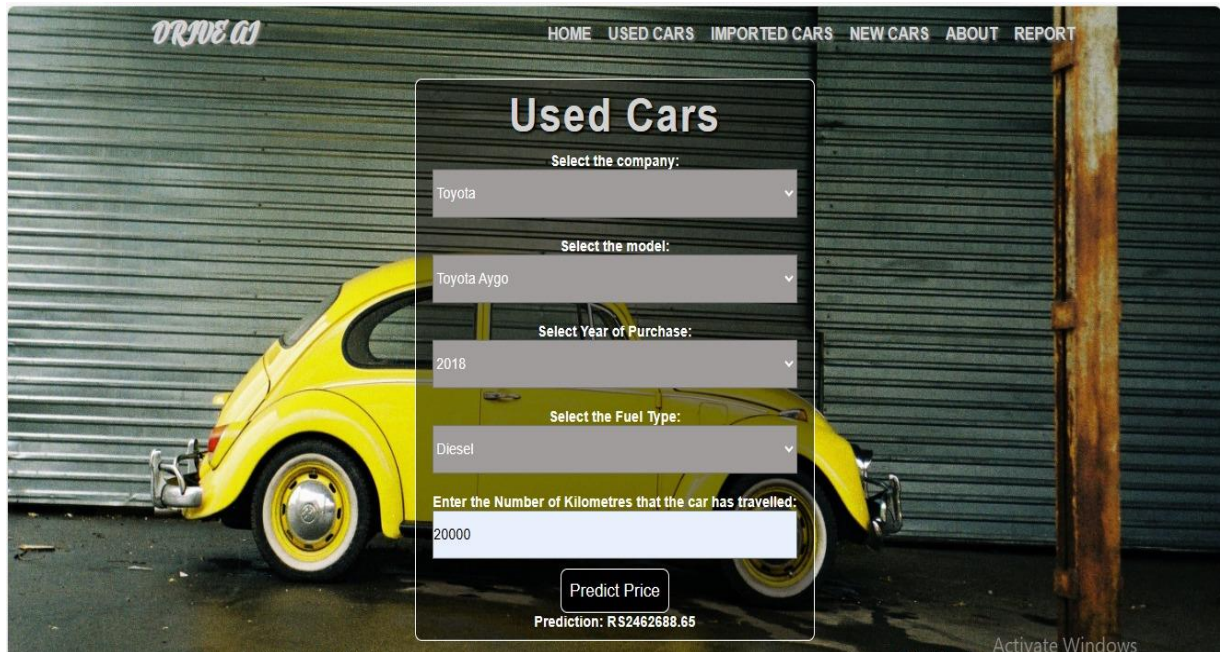 DRIVE AI
HOME USED CARS IMPORTED CARS NEW CARS ABOUT REPORT
Used Cars
Select the company:
Toyota
Select the model:
Toyota Aygo
Select Year of Purchase:
2018
Select the Fuel Type:
Diesel
Enter the Number of Kilometres that the car has travelled:
20000
Predict Price
Prediction: RS2462688.65
Activate Windows